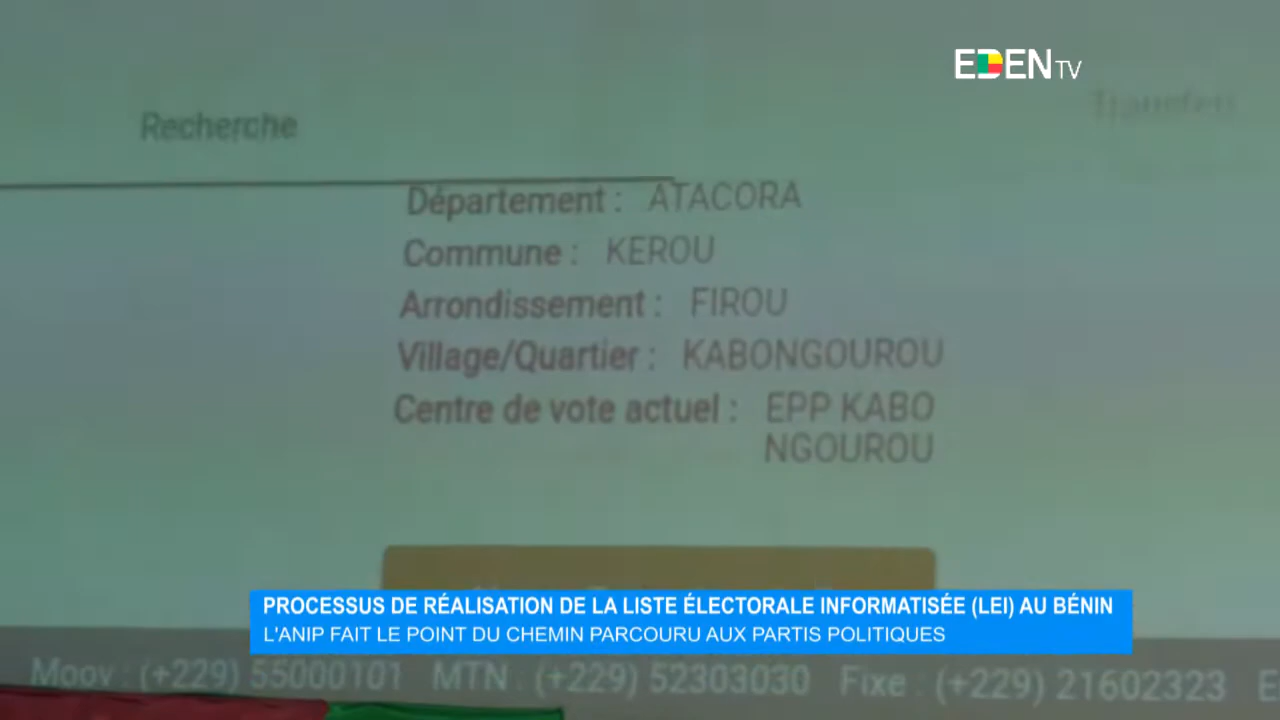 EDEN TV
Recherche
Transfert
Département : ATACORA
Commune : KEROU
Arrondissement : FIROU
Village/Quartier : KABONGOUROU
Centre de vote actuel : EPP KABO
NGOUROU
PROCESSUS DE RÉALISATION DE LA LISTE ÉLECTORALE INFORMATISÉE (LEI) AU BÉNIN
L'ANIP FAIT LE POINT DU CHEMIN PARCOURU AUX PARTIS POLITIQUES
Moov : (+229) 55000101 MTN : (+229) 52303030 Fixe : (+229) 21602323 E